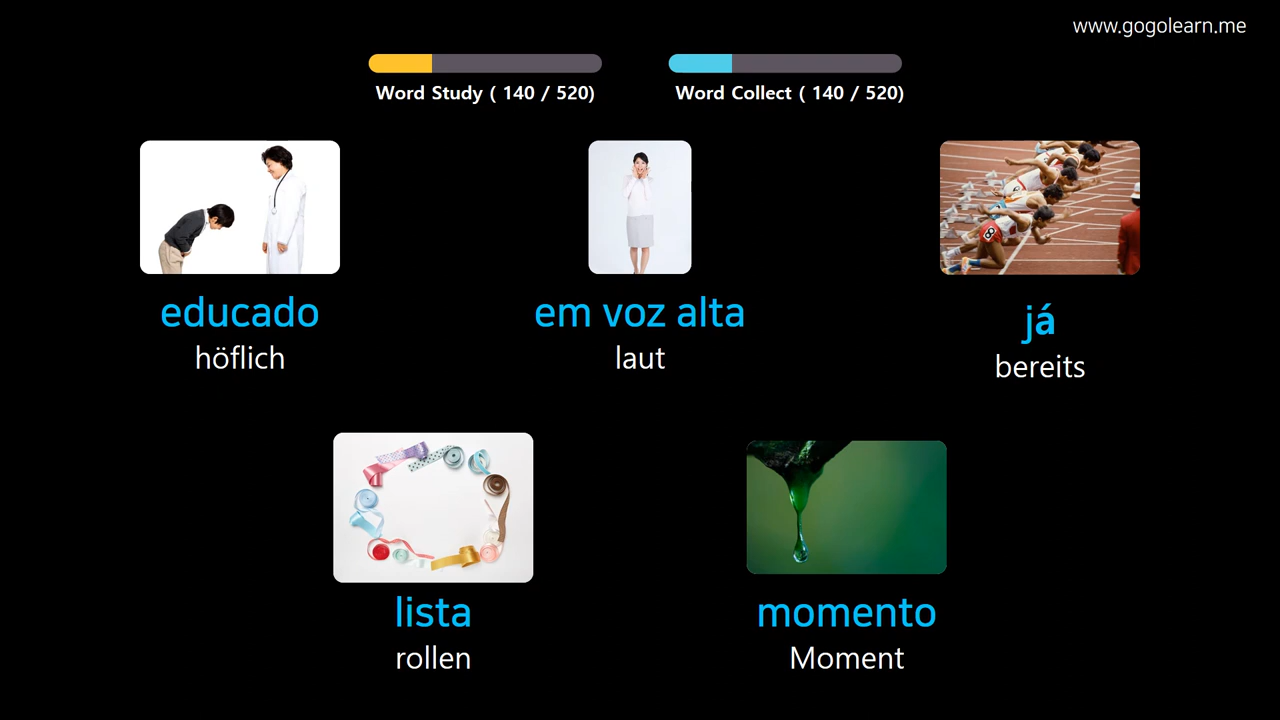 www.gogolearn.me
Word Study ( 140 / 520)
Word Collect ( 140 / 520)
educado
höflich
em voz alta
laut
já
bereits
lista
rollen
momento
Moment